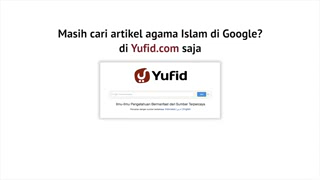 Masih cari artikel agama Islam di Google?
di Yufid.com saja
Yufid
Ilmu-Ilmu Pengetahuan Bermanfaat dari Sumber Terpercaya